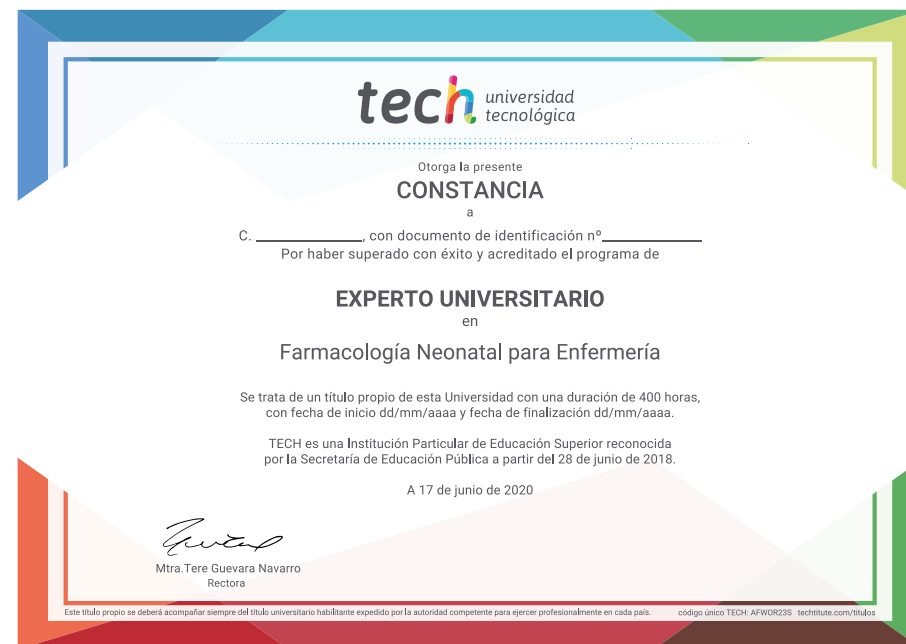 tech universidad
tecnológica
Otorga la presente
CONSTANCIA
a
C. ____________, con documento de identificación nº____________
Por haber superado con éxito y acreditado el programa de
EXPERTO UNIVERSITARIO
en
Farmacología Neonatal para Enfermería
Se trata de un título propio de esta Universidad con una duración de 400 horas,
con fecha de inicio dd/mm/aaaa y fecha de finalización dd/mm/aaaa.
TECH es una Institución Particular de Educación Superior reconocida
por la Secretaría de Educación Pública a partir del 28 de junio de 2018.
A 17 de junio de 2020
Mtra.Tere Guevara Navarro
Rectora
Este título propio se deberá acompañar siempre del título universitario habilitante expedido por la autoridad competente para ejercer profesionalmente en cada país. código único TECH: AFWOR23S techtitute.com/titulos